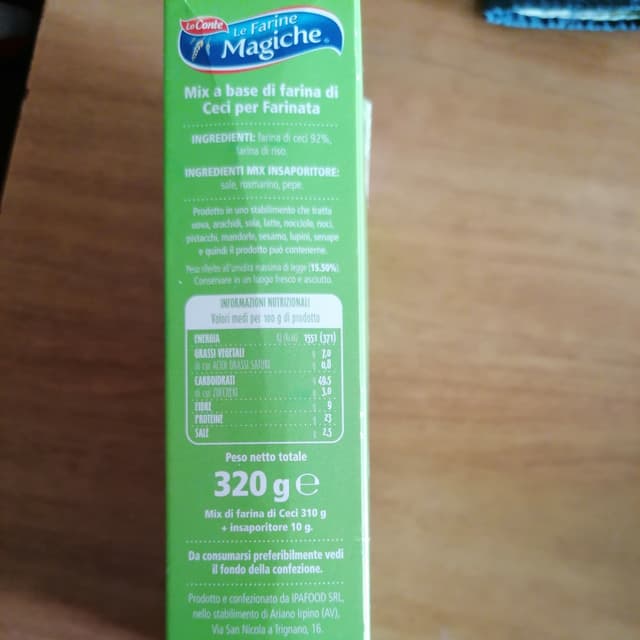 Lo Conte
Le Farine
Magiche®
Mix a base di farina di
Ceci per Farinata
INGREDIENTI: farina di ceci 92%,
farina di riso.
INGREDIENTI MIX INSAPORITORE:
sale, rosmarino, pepe.
Prodotto in uno stabilimento che tratta
uova, arachidi, soia, latte, nocciole, noci,
pistacchi, mandorle, sesamo, lupini, senape
e quindi il prodotto può contenerne.
Peso riferito all'umidità massima di legge (15.50%)
Conservare in un luogo fresco e asciutto.
INFORMAZIONI NUTRIZIONALI
Valori medi per 100 g di prodotto
ENERGIA kJ (kcal) 1551 (371)
GRASSI VEGETALI g 7,0
di cui ACIDI GRASSI SATURI g 0,8
CARBOIDRATI g 49,5
di cui ZUCCHERI g 3,0
FIBRE g 9
PROTEINE g 23
SALE g 2,5
Peso netto totale
320 g e
Mix di farina di Ceci 310 g
+ insaporitore 10 g.
Da consumarsi preferibilmente vedi
il fondo della confezione.
Prodotto e confezionato da IPAFOOD SRL,
nello stabilimento di Ariano Irpino (AV),
Via San Nicola a Trignano, 16.